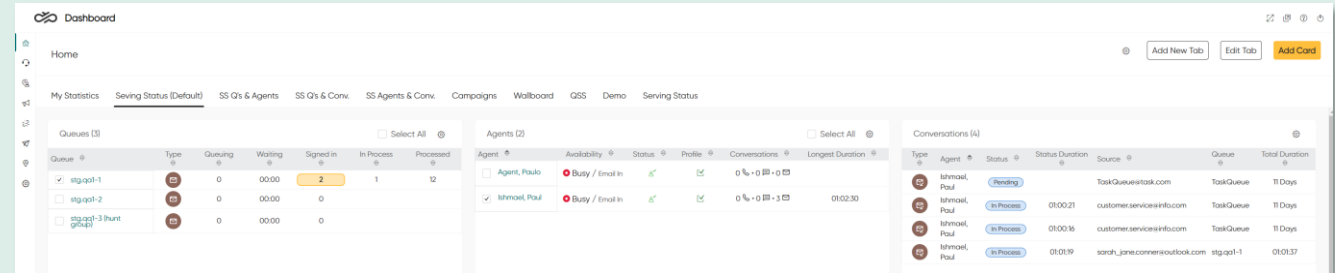 Dashboard
Home
Add New Tab Edit Tab Add Card
My Statistics Seving Status (Default) SS Q's & Agents SS Q's & Conv. SS Agents & Conv. Campaigns Wallboard QSS Demo Serving Status
Queues (3) Select All
Queue Type Queuing Waiting Signed in In Process Processed
stg.qa1-1 0 00:00 2 1 12
stg.qa1-2 0 00:00 0
stg.qa1-3 (hunt
group) 0 00:00 0
Agents (2) Select All
Agent Availability Status Profile Conversations Longest Duration
Agent, Paulo Busy / Email In 0 • 0 • 0
Ishmael, Paul Busy / Email In 0 • 0 • 3 01:02:30
Conversations (4)
Type Agent Status Status Duration Source Queue Total Duration
Ishmael,
Paul Pending TaskQueue@task.com TaskQueue 11 Days
Ishmael,
Paul In Process 01:00:21 customer.service@info.com TaskQueue 11 Days
Ishmael,
Paul In Process 01:00:16 customer.service@info.com TaskQueue 11 Days
Ishmael,
Paul In Process 01:01:19 sarah_jane.conner@outlook.com stg.qa1-1 01:01:37